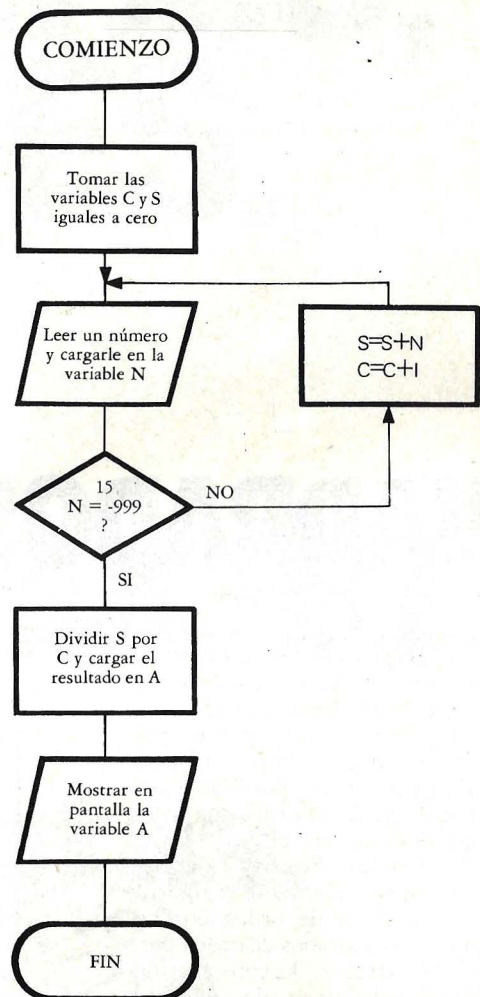 COMIENZO
Tomar las
variables C y S
iguales a cero
Leer un número
y cargarle en la
variable N
S=S+N
C=C+I
15
N = -999
?
NO
SI
Dividir S por
C y cargar el
resultado en A
Mostrar en
pantalla la
variable A
FIN